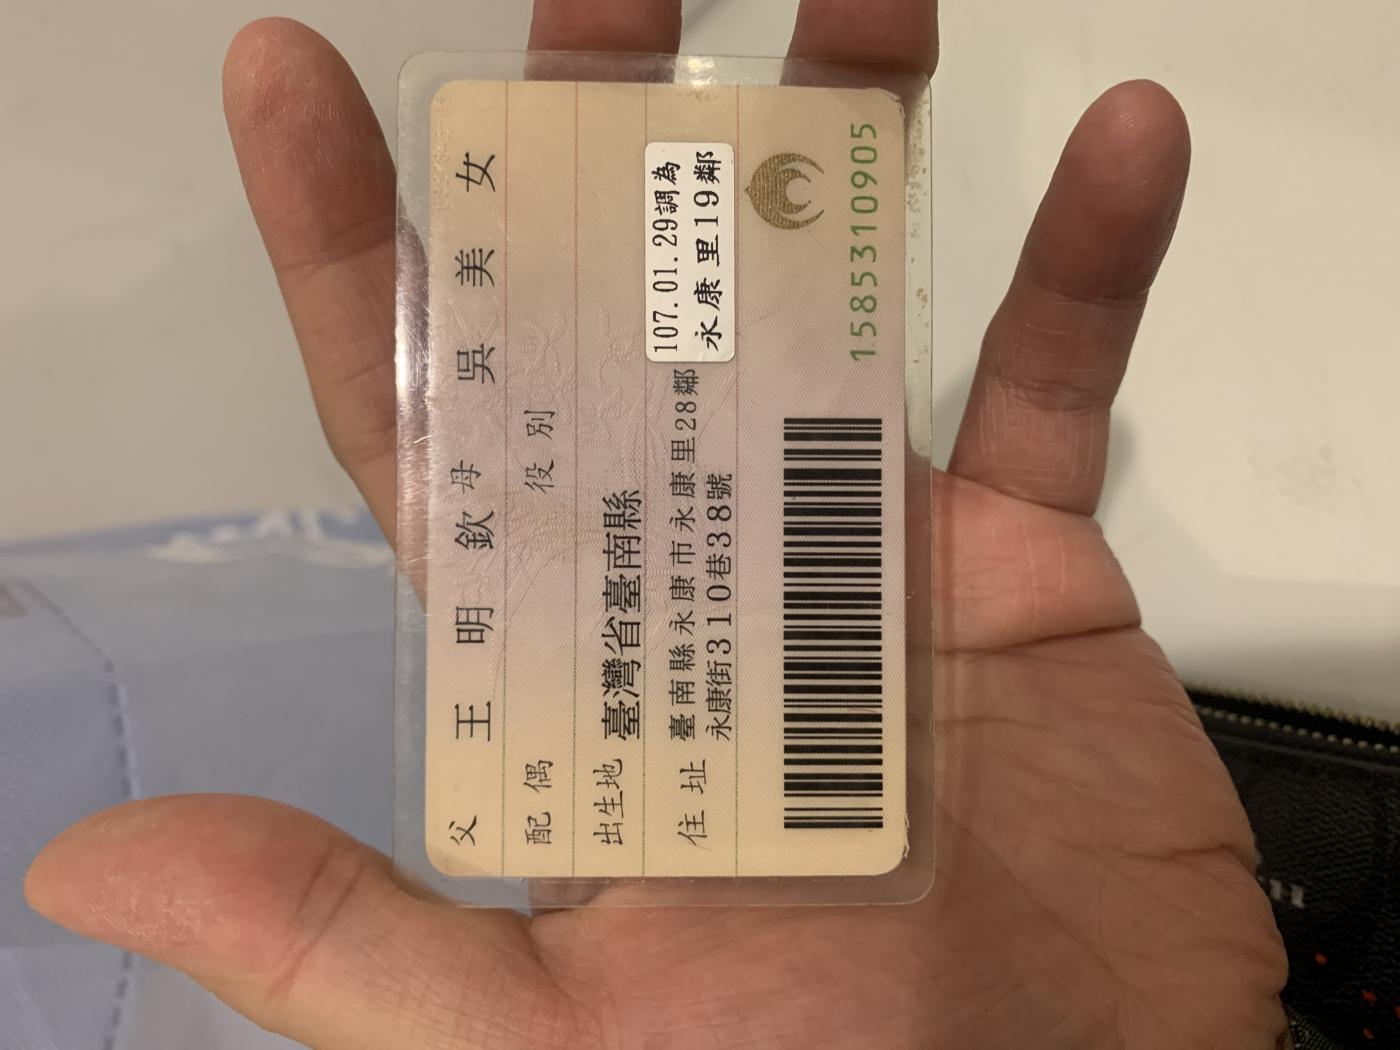 父 王明欽 母 吳美女
配偶 役別
出生地 臺灣省臺南縣
住址 臺南縣永康市永康里28鄰
永康街310巷38號
107.01.29調為
永康里19鄰
1585310905